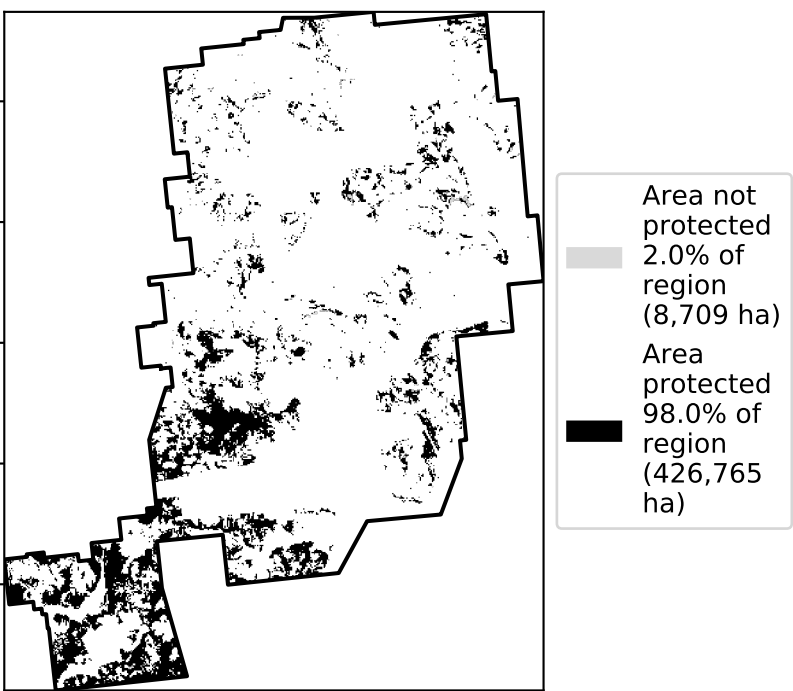 Area not
protected
2.0% of
region
(8,709 ha)
Area
protected
98.0% of
region
(426,765
ha)